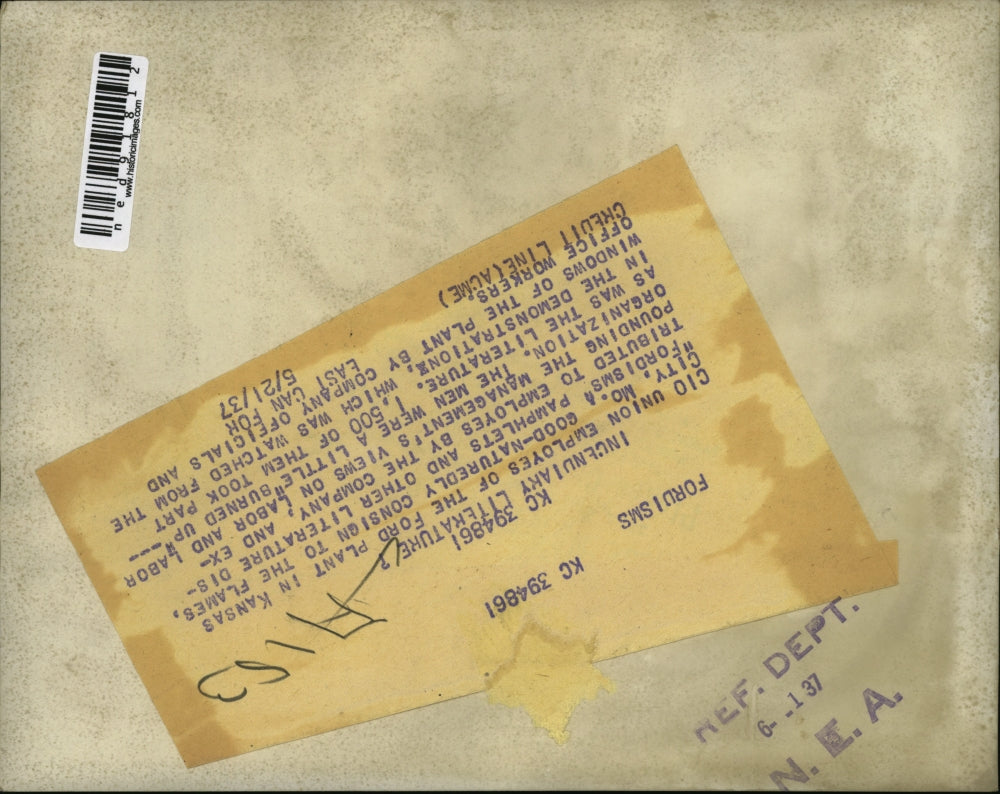 KC 394861
FORDISMS KC 394861
INCENDIARY LITERATURE?
CIO UNION EMPLOYES OF THE FORD PLANT IN KANSAS
CITY, MO., GOOD-NATUREDLY CONSIGN TO THE FLAMES,
"FORDISMS" PAMPHLETS AND OTHER LITERATURE DIS-
TRIBUTED TO EMPLOYES BY THE COMPANY, AND EX-
POUNDING THE MANAGEMENT'S VIEWS ON LABOR AND LABOR
ORGANIZATION. THE MEN WERE A LITTLE "BURNED UP" ---
AS WAS THE LITERATURE. 1,500 OF THEM TOOK PART
IN THE DEMONSTRATION, WHICH WAS WATCHED FROM THE
WINDOWS OF THE PLANT BY COMPANY OFFICIALS AND
OFFICE WORKERS.
CREDIT LINE(ACME) 5/21/37
EAST CAN FOR
REF. DEPT.
6- -1 37
N. E. A.
ned91812
www.historicimages.com